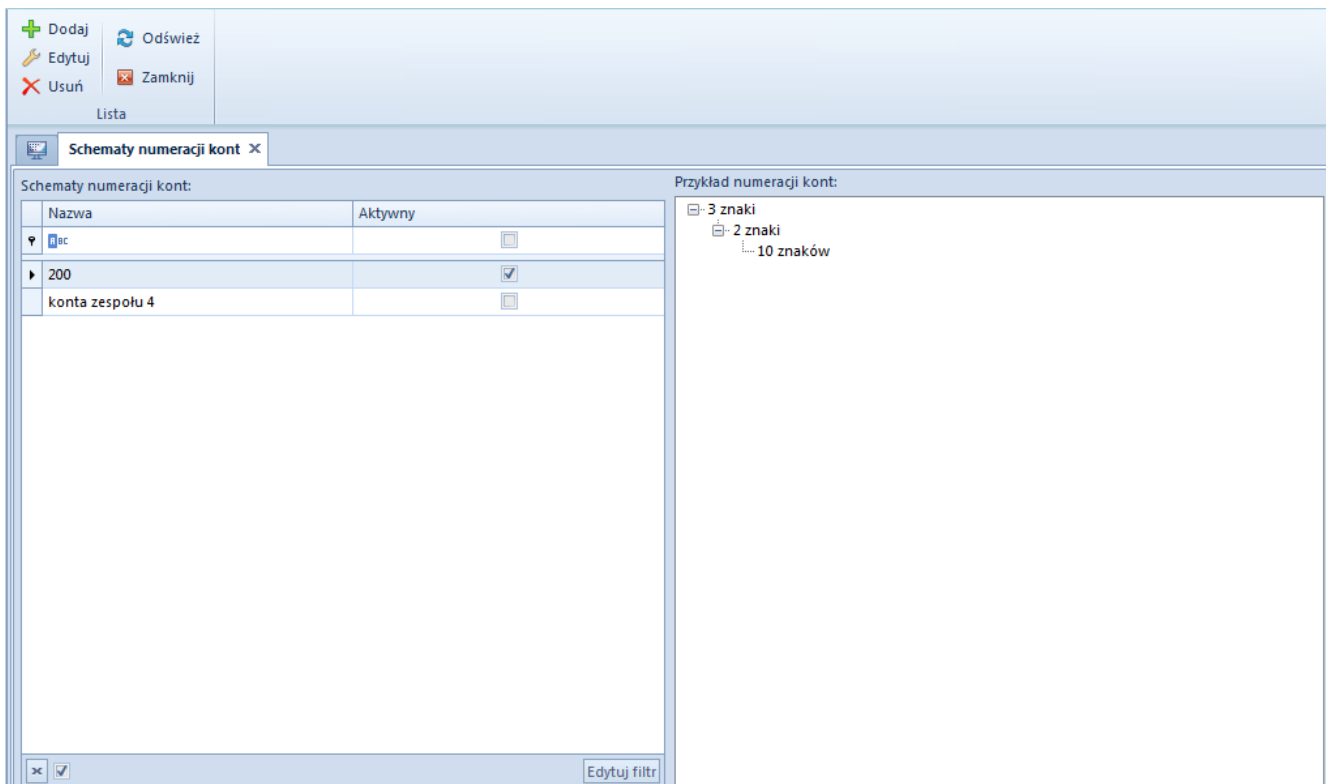 Dodaj
Edytuj
Usuń
Odśwież
Zamknij
Lista
Schematy numeracji kont
Schematy numeracji kont:
Nazwa Aktywny
ABC
200
konta zespołu 4
Edytuj filtr
Przykład numeracji kont:
3 znaki
2 znaki
10 znaków